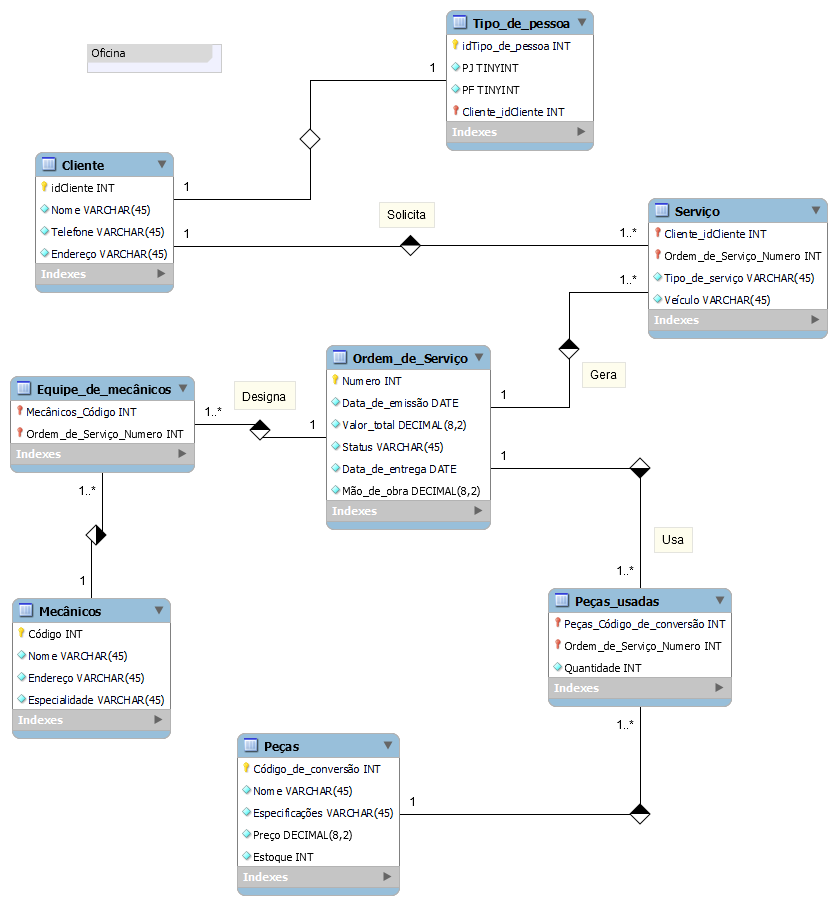 Oficina
Tipo_de_pessoa
idTipo_de_pessoa INT
PJ TINYINT
PF TINYINT
Cliente_idCliente INT
Indexes
1
Cliente
idCliente INT
Nome VARCHAR(45)
Telefone VARCHAR(45)
Endereço VARCHAR(45)
Indexes
1
1
Solicita
1..*
Serviço
Cliente_idCliente INT
Ordem_de_Serviço_Numero INT
Tipo_de_serviço VARCHAR(45)
Veículo VARCHAR(45)
Indexes
1..*
Gera
1
Ordem_de_Serviço
Numero INT
Data_de_emissão DATE
Valor_total DECIMAL(8,2)
Status VARCHAR(45)
Data_de_entrega DATE
Mão_de_obra DECIMAL(8,2)
Indexes
Equipe_de_mecânicos
Mecânicos_Código INT
Ordem_de_Serviço_Numero INT
Indexes
1..*
Designa
1
1
Usa
1..*
1..*
1
Mecânicos
Código INT
Nome VARCHAR(45)
Endereço VARCHAR(45)
Especialidade VARCHAR(45)
Indexes
Peças_usadas
Peças_Código_de_conversão INT
Ordem_de_Serviço_Numero INT
Quantidade INT
Indexes
1..*
Peças
Código_de_conversão INT
Nome VARCHAR(45)
Especificações VARCHAR(45)
Preço DECIMAL(8,2)
Estoque INT
Indexes
1